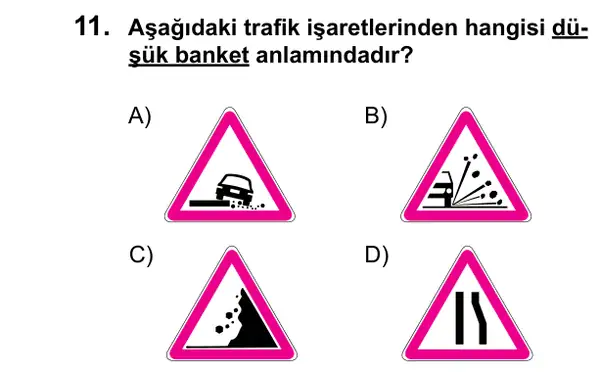 11. Aşağıdaki trafik işaretlerinden hangisi dü-
şük banket anlamındadır?
A)
B)
C)
D)